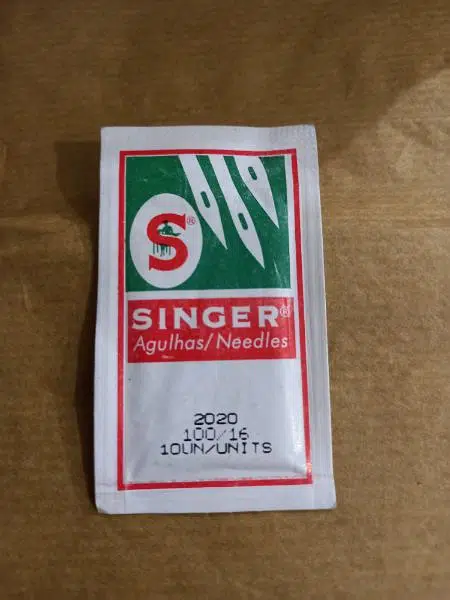 S®
SINGER®
Agulhas/Needles
2020
100/16
10UN/UNITS